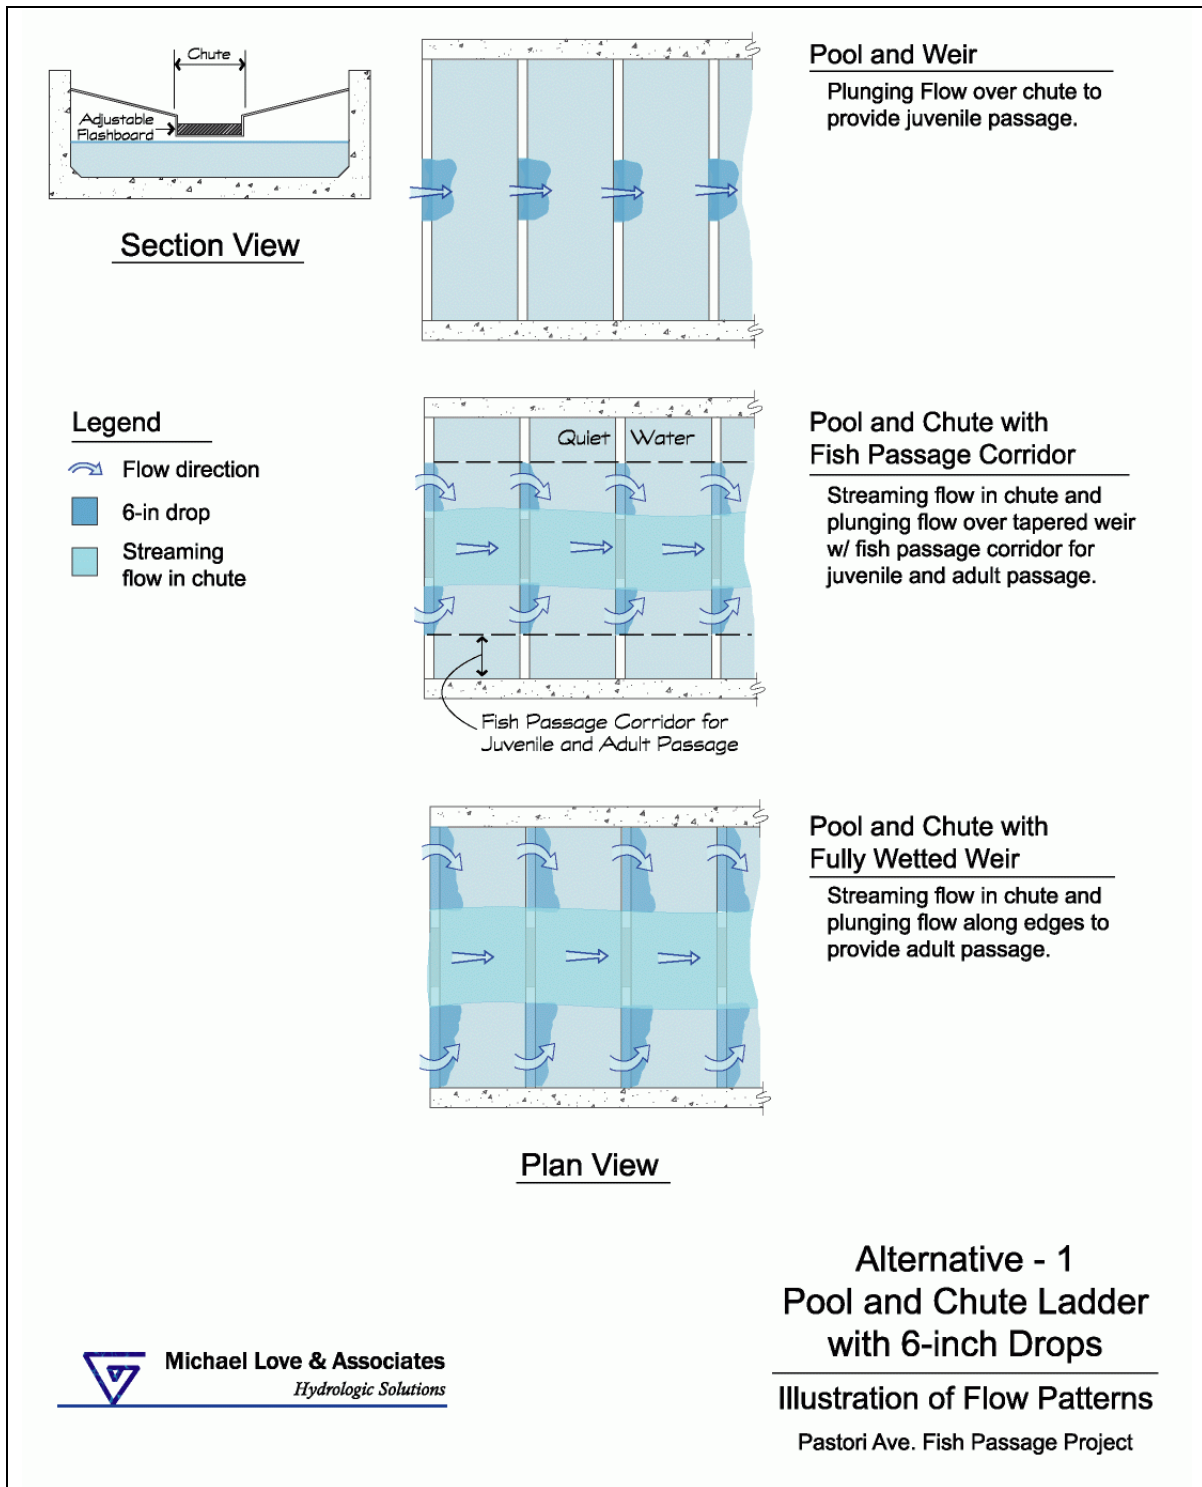 Chute
Adjustable
Flashboard
Section View
Pool and Weir
Plunging Flow over chute to
provide juvenile passage.
Legend
Flow direction
6-in drop
Streaming
flow in chute
Quiet Water
Fish Passage Corridor for
Juvenile and Adult Passage
Pool and Chute with
Fish Passage Corridor
Streaming flow in chute and
plunging flow over tapered weir
w/ fish passage corridor for
juvenile and adult passage.
Pool and Chute with
Fully Wetted Weir
Streaming flow in chute and
plunging flow along edges to
provide adult passage.
Plan View
Alternative - 1
Pool and Chute Ladder
with 6-inch Drops
Illustration of Flow Patterns
Pastori Ave. Fish Passage Project
Michael Love & Associates
Hydrologic Solutions